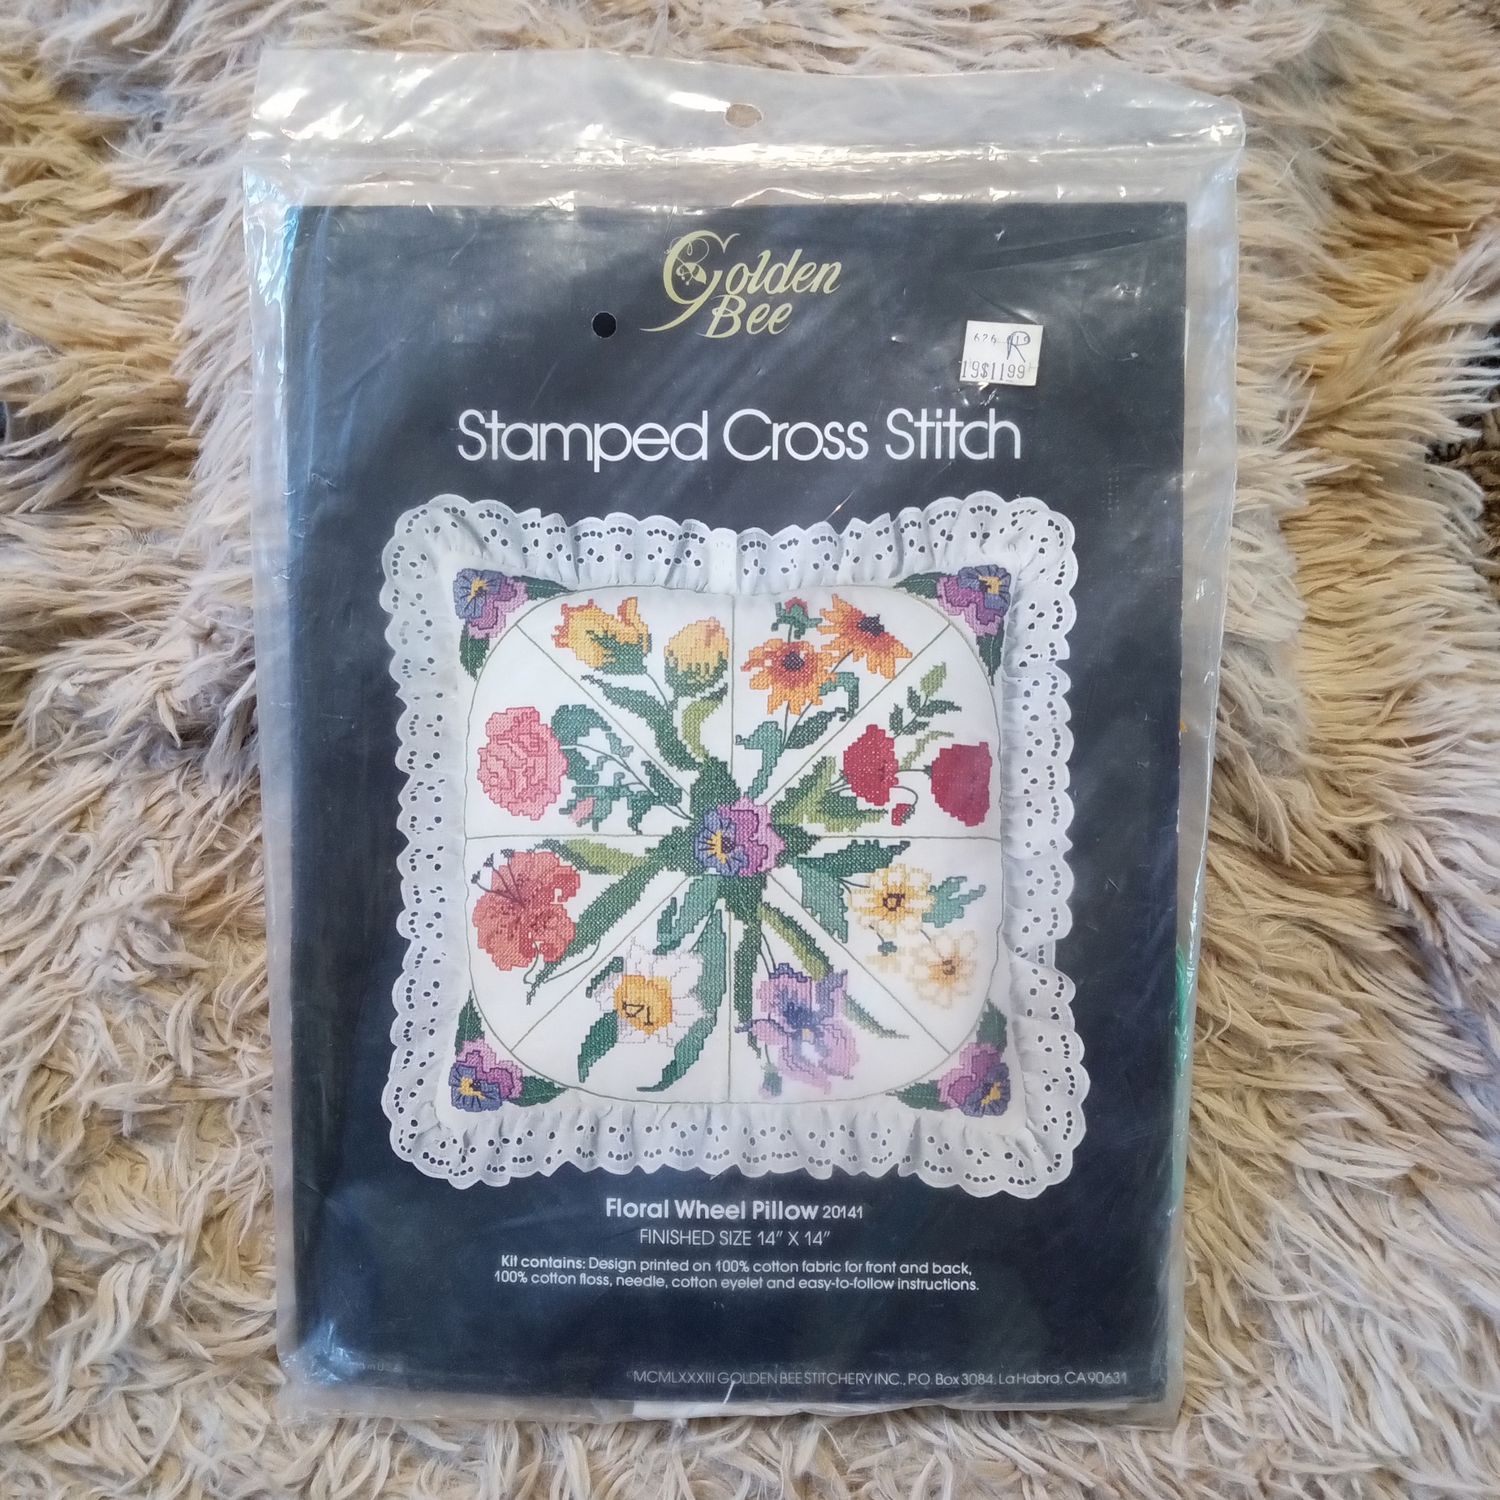 Golden
Bee
R
19$1199
Stamped Cross Stitch
Floral Wheel Pillow 20141
FINISHED SIZE 14" X 14"
Kit contains: Design printed on 100% cotton fabric for front and back,
100% cotton floss, needle, cotton eyelet and easy-to-follow instructions.
MCMLXXXIII GOLDEN BEE STITCHERY INC., P.O. Box 3084, La Habra, CA 90631